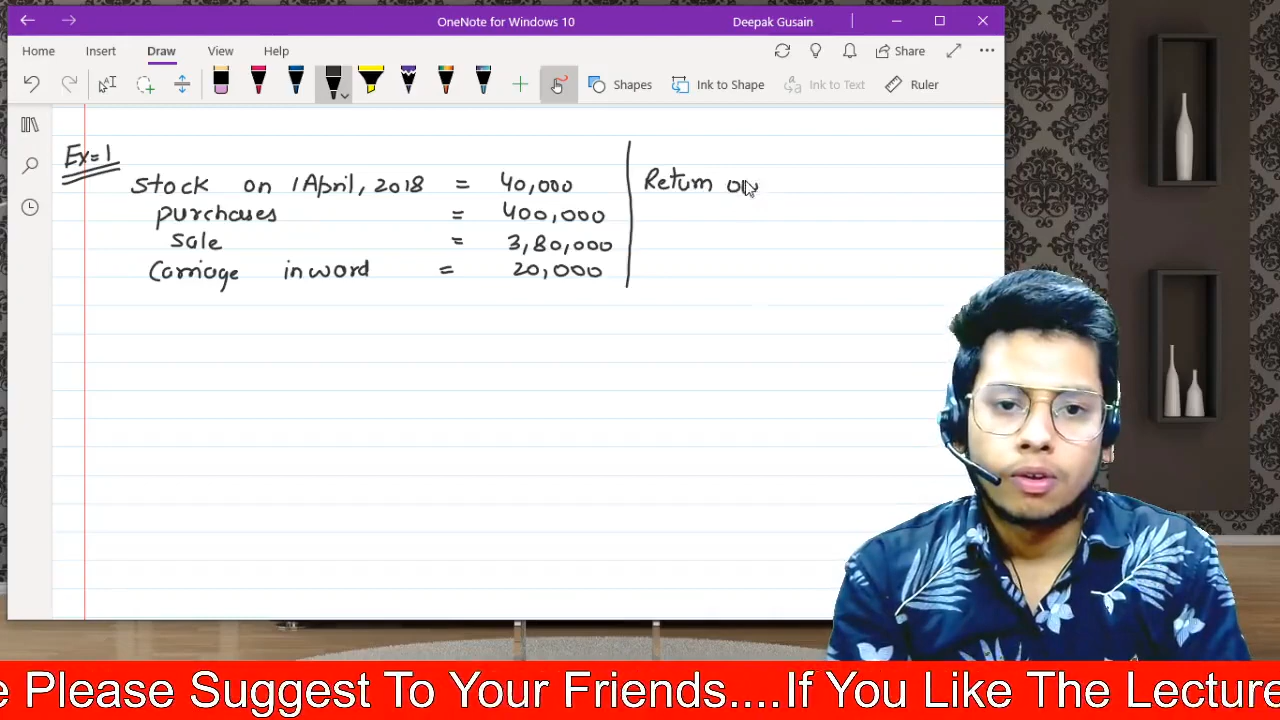 OneNote for Windows 10
Deepak Gusain
Home Insert Draw View Help
Share
Shapes Ink to Shape Ink to Text Ruler
Ex=1
Stock on 1 April, 2018 = 40,000
purchases = 400,000
Sale = 3,80,000
Carriage inword = 20,000
Return
e Please Suggest To Your Friends....If You Like The Lecture